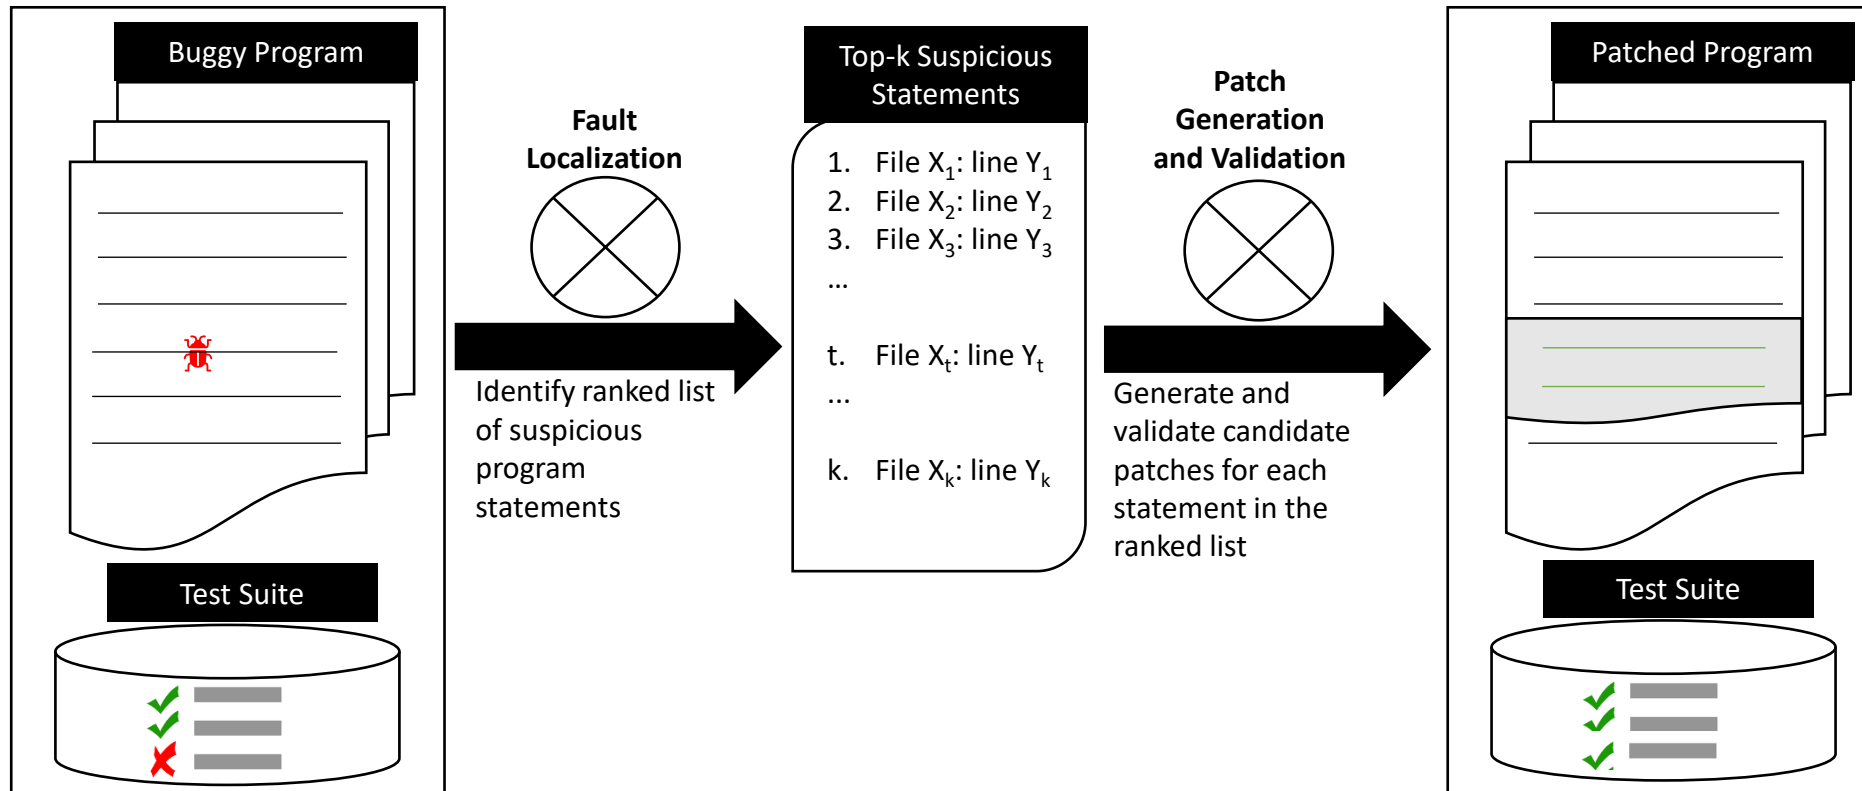 Buggy Program
Test Suite
Fault
Localization
Identify ranked list
of suspicious
program
statements
Top-k Suspicious
Statements
1. File X₁: line Y₁
2. File X₂: line Y₂
3. File X₃: line Y₃
...
t. File Xₜ: line Yₜ
...
k. File Xₖ: line Yₖ
Patch
Generation
and Validation
Generate and
validate candidate
patches for each
statement in the
ranked list
Patched Program
Test Suite